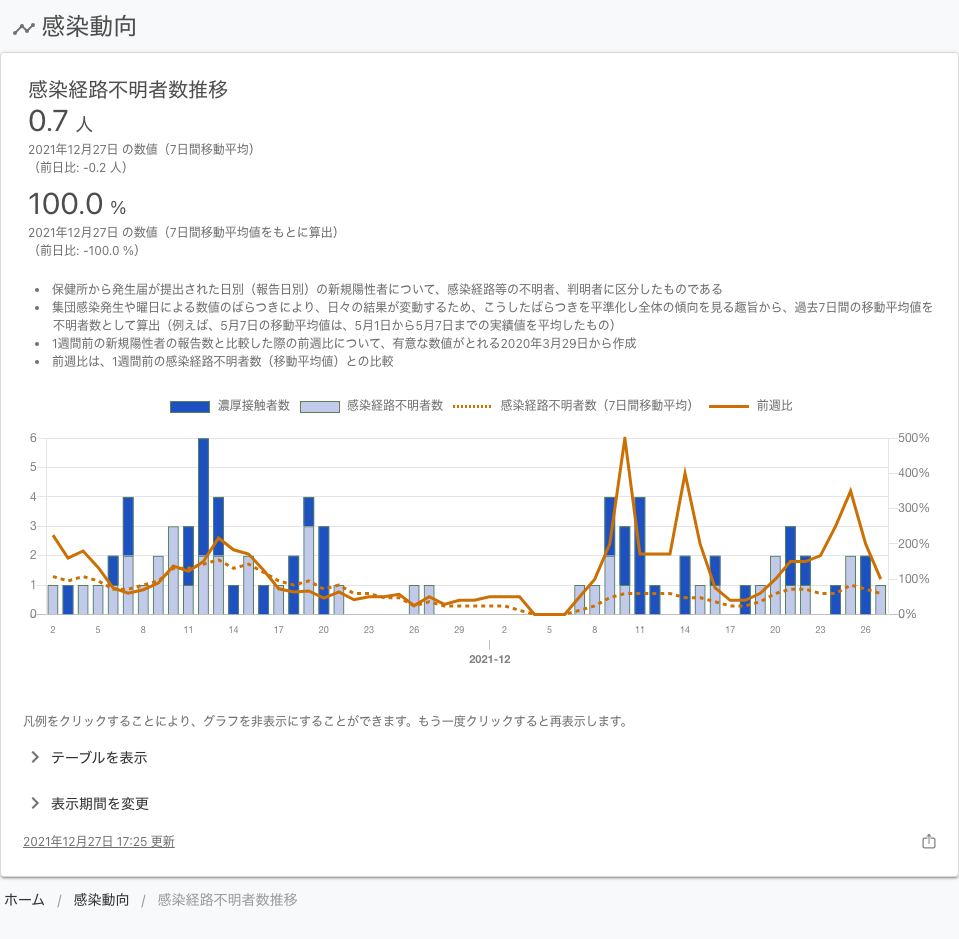 感染動向
感染経路不明者数推移
0.7 人
2021年12月27日 の数値（7日間移動平均）
（前日比: -0.2 人）
100.0 %
2021年12月27日 の数値（7日間移動平均値をもとに算出）
（前日比: -100.0 %）
• 保健所から発生届が提出された日別（報告日別）の新規陽性者について、感染経路等の不明者、判明者に区分したものである
• 集団感染発生や曜日による数値のばらつきにより、日々の結果が変動するため、こうしたばらつきを平準化し全体の傾向を見る趣旨から、過去7日間の移動平均値を
不明者数として算出（例えば、5月7日の移動平均値は、5月1日から5月7日までの実績値を平均したもの）
• 1週間前の新規陽性者の報告数と比較した際の前週比について、有意な数値がとれる2020年3月29日から作成
• 前週比は、1週間前の感染経路不明者数（移動平均値）との比較
濃厚接触者数 感染経路不明者数 感染経路不明者数（7日間移動平均） 前週比
6 500%
5 400%
4 300%
3 200%
2 100%
1 0%
0
2 5 8 11 14 17 20 23 26 29 2 5 8 11 14 17 20 23 26
2021-12
凡例をクリックすることにより、グラフを非表示にすることができます。もう一度クリックすると再表示します。
テーブルを表示
表示期間を変更
2021年12月27日 17:25 更新
ホーム / 感染動向 / 感染経路不明者数推移